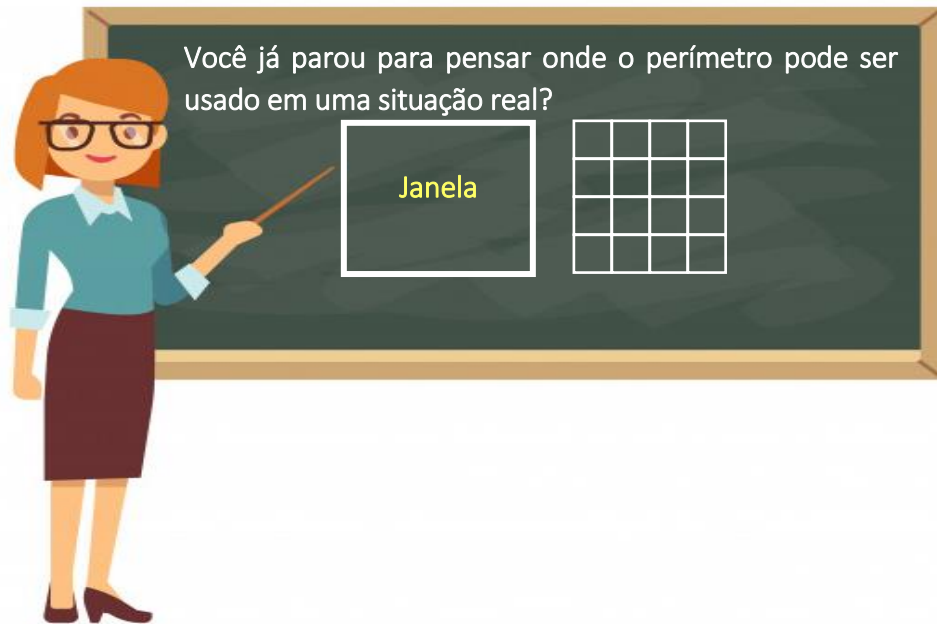 Você já parou para pensar onde o perímetro pode ser
usado em uma situação real?
Janela